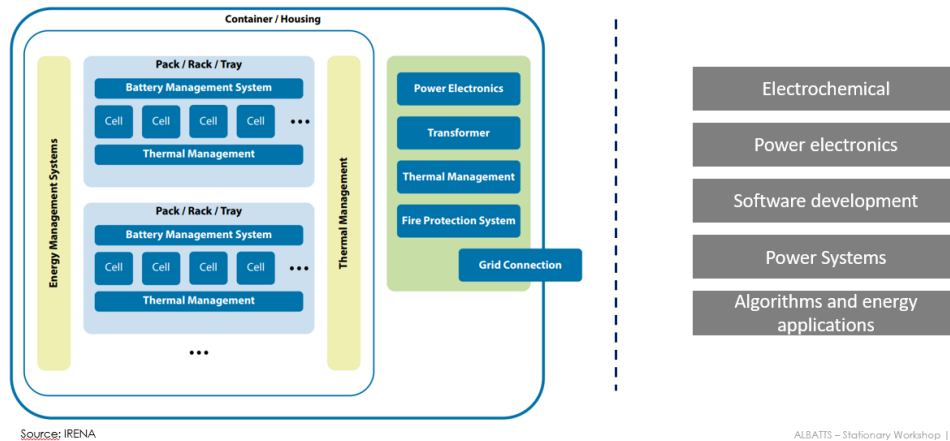 Container / Housing
Energy Management Systems
Pack / Rack / Tray
Battery Management System
Cell Cell Cell Cell •••
Thermal Management
Pack / Rack / Tray
Battery Management System
Cell Cell Cell Cell •••
Thermal Management
•••
Thermal Management
Power Electronics
Transformer
Thermal Management
Fire Protection System
Grid Connection
Electrochemical
Power electronics
Software development
Power Systems
Algorithms and energy
applications
Source: IRENA
ALBATTS – Stationary Workshop |